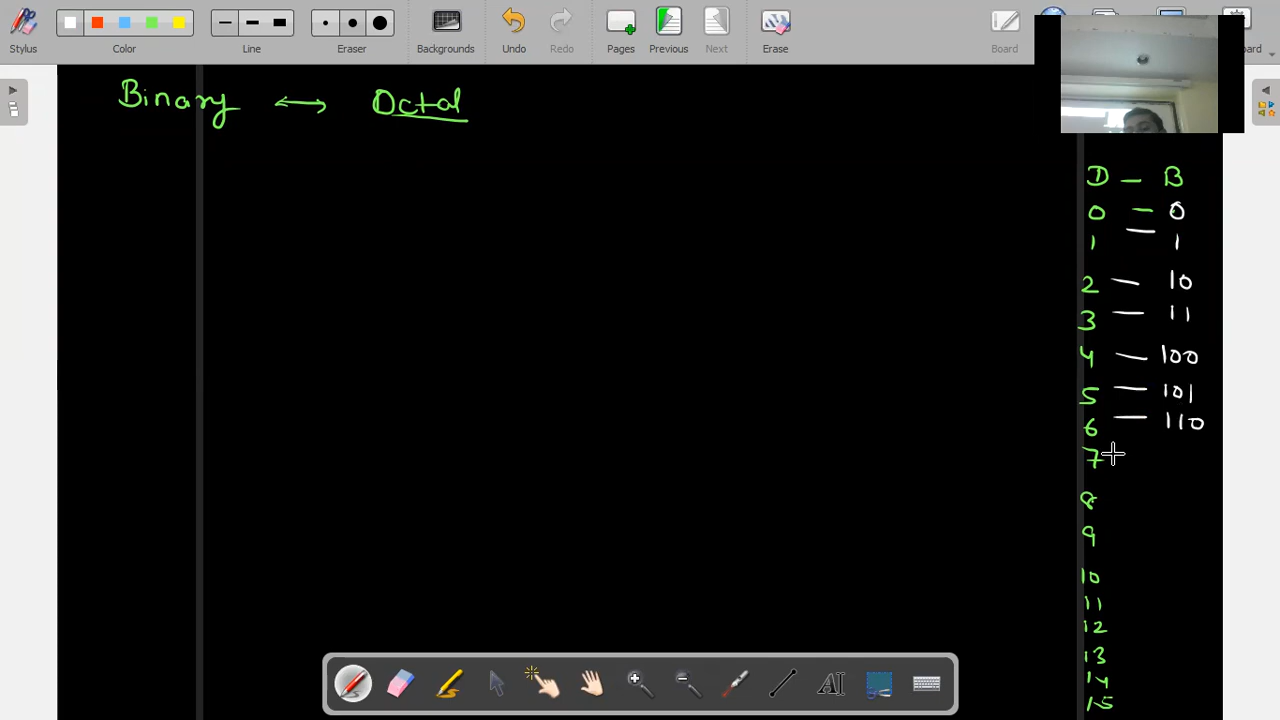 Stylus Color Line Eraser Backgrounds Undo Redo Pages Previous Next Erase Board
Binary ↔ Octal
D — B
0 — 0
1 — 1
2 — 10
3 — 11
4 — 100
5 — 101
6 — 110
7
8
9
10
11
12
13
14
15